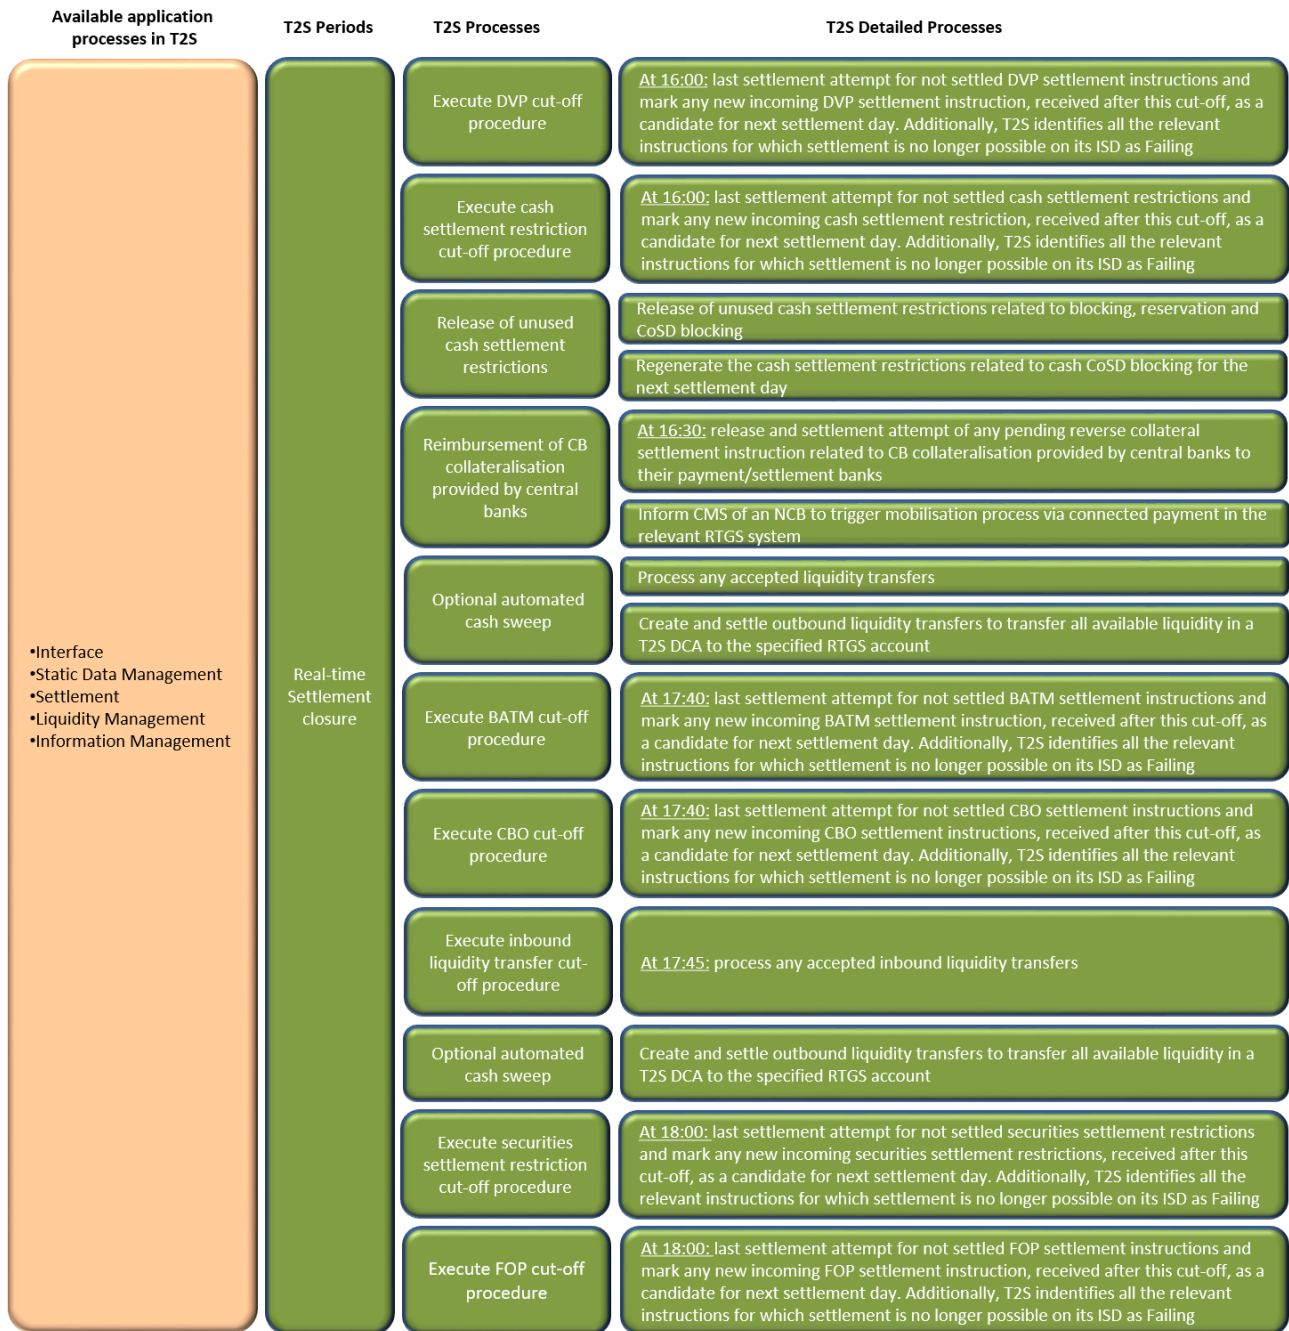 Available application
processes in T2S
T2S Periods
T2S Processes
T2S Detailed Processes
•Interface
•Static Data Management
•Settlement
•Liquidity Management
•Information Management
Real-time
Settlement
closure
Execute DVP cut-off
procedure
At 16:00: last settlement attempt for not settled DVP settlement instructions and
mark any new incoming DVP settlement instruction, received after this cut-off, as a
candidate for next settlement day. Additionally, T2S identifies all the relevant
instructions for which settlement is no longer possible on its ISD as Failing
Execute cash
settlement restriction
cut-off procedure
At 16:00: last settlement attempt for not settled cash settlement restrictions and
mark any new incoming cash settlement restriction, received after this cut-off, as a
candidate for next settlement day. Additionally, T2S identifies all the relevant
instructions for which settlement is no longer possible on its ISD as Failing
Release of unused
cash settlement
restrictions
Release of unused cash settlement restrictions related to blocking, reservation and
CoSD blocking
Regenerate the cash settlement restrictions related to cash CoSD blocking for the
next settlement day
Reimbursement of CB
collateralisation
provided by central
banks
At 16:30: release and settlement attempt of any pending reverse collateral
settlement instruction related to CB collateralisation provided by central banks to
their payment/settlement banks
Inform CMS of an NCB to trigger mobilisation process via connected payment in the
relevant RTGS system
Optional automated
cash sweep
Process any accepted liquidity transfers
Create and settle outbound liquidity transfers to transfer all available liquidity in a
T2S DCA to the specified RTGS account
Execute BATM cut-off
procedure
At 17:40: last settlement attempt for not settled BATM settlement instructions and
mark any new incoming BATM settlement instruction, received after this cut-off, as
a candidate for next settlement day. Additionally, T2S identifies all the relevant
instructions for which settlement is no longer possible on its ISD as Failing
Execute CBO cut-off
procedure
At 17:40: last settlement attempt for not settled CBO settlement instructions and
mark any new incoming CBO settlement instructions, received after this cut-off, as
a candidate for next settlement day. Additionally, T2S identifies all the relevant
instructions for which settlement is no longer possible on its ISD as Failing
Execute inbound
liquidity transfer cut-
off procedure
At 17:45: process any accepted inbound liquidity transfers
Optional automated
cash sweep
Create and settle outbound liquidity transfers to transfer all available liquidity in a
T2S DCA to the specified RTGS account
Execute securities
settlement restriction
cut-off procedure
At 18:00: last settlement attempt for not settled securities settlement restrictions
and mark any new incoming securities settlement restrictions, received after this
cut-off, as a candidate for next settlement day. Additionally, T2S identifies all the
relevant instructions for which settlement is no longer possible on its ISD as Failing
Execute FOP cut-off
procedure
At 18:00: last settlement attempt for not settled FOP settlement instructions and
mark any new incoming FOP settlement instruction, received after this cut-off, as a
candidate for next settlement day. Additionally, T2S indentifies all the relevant
instructions for which settlement is no longer possible on its ISD as Failing